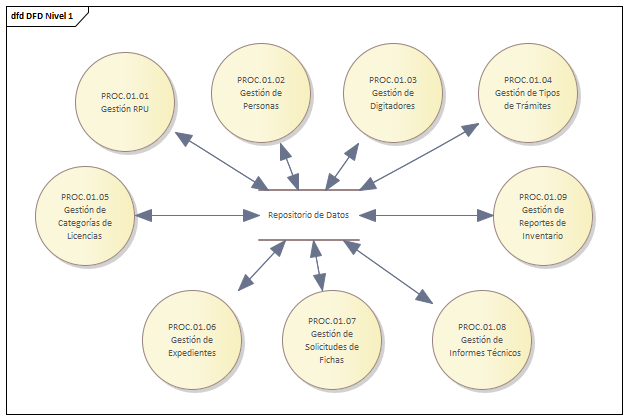 dfd DFD Nivel 1
PROC.01.01
Gestión RPU
PROC.01.02
Gestión de
Personas
PROC.01.03
Gestión de
Digitadores
PROC.01.04
Gestión de Tipos
de Trámites
PROC.01.05
Gestión de
Categorías de
Licencias
Repositorio de Datos
PROC.01.09
Gestión de
Reportes de
Inventario
PROC.01.06
Gestión de
Expedientes
PROC.01.07
Gestión de
Solicitudes de
Fichas
PROC.01.08
Gestión de
Informes Técnicos